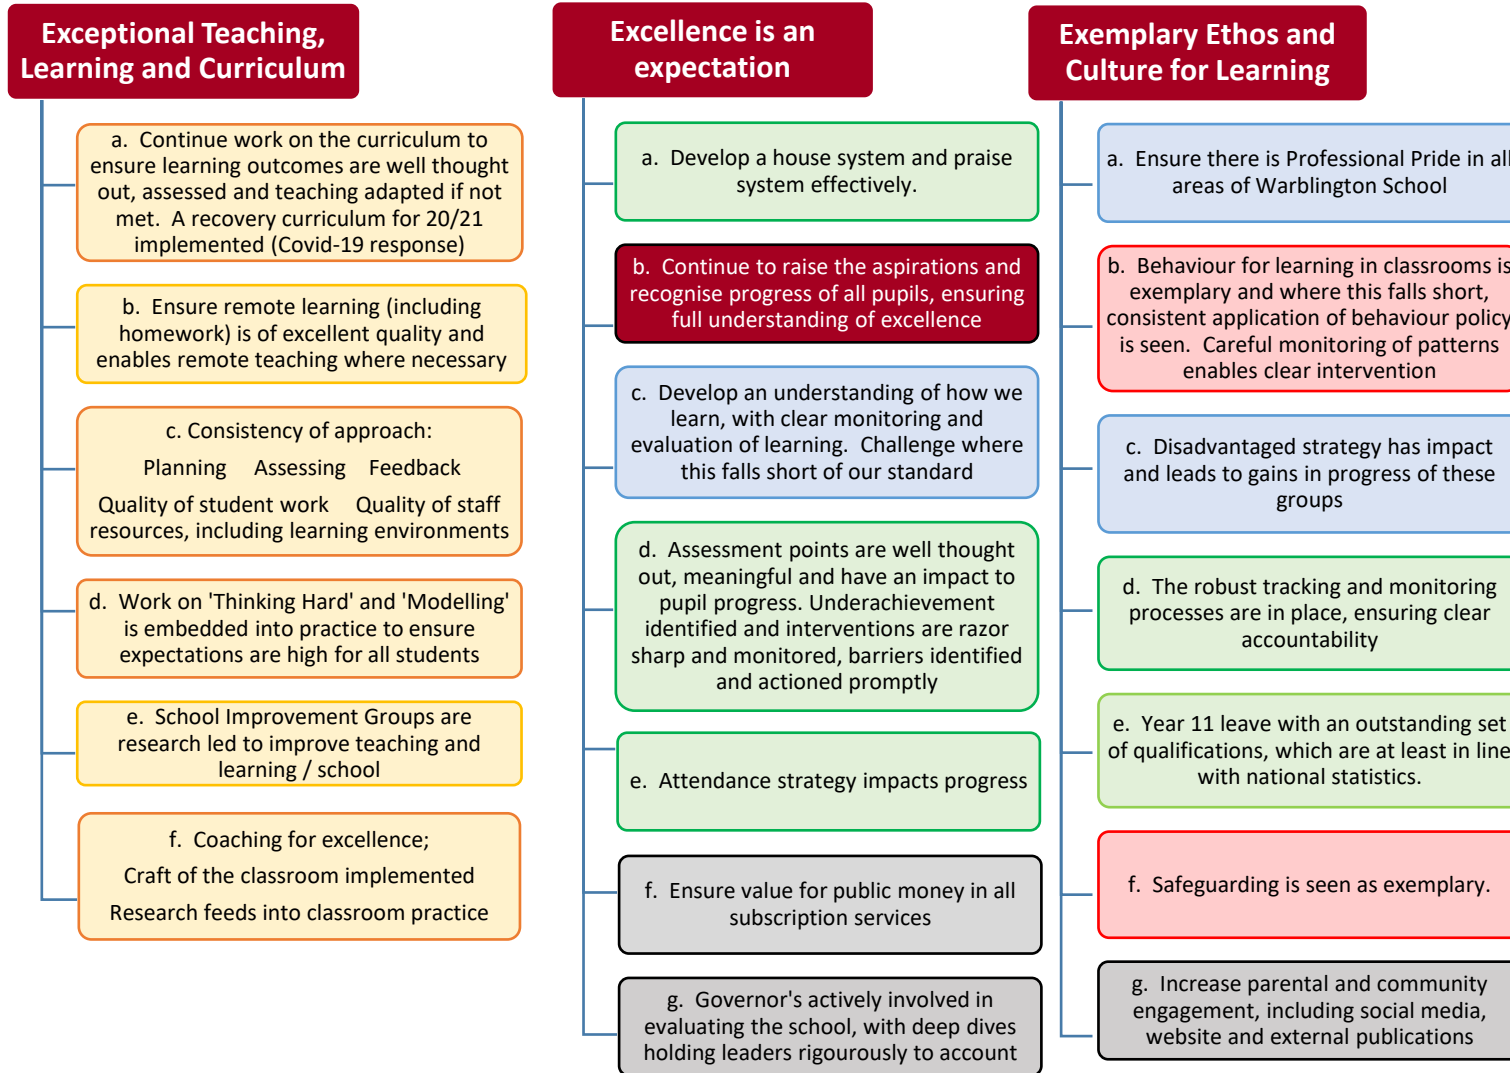 Exceptional Teaching,
Learning and Curriculum
a. Continue work on the curriculum to
ensure learning outcomes are well thought
out, assessed and teaching adapted if not
met. A recovery curriculum for 20/21
implemented (Covid-19 response)
b. Ensure remote learning (including
homework) is of excellent quality and
enables remote teaching where necessary
c. Consistency of approach:
Planning Assessing Feedback
Quality of student work Quality of staff
resources, including learning environments
d. Work on 'Thinking Hard' and 'Modelling'
is embedded into practice to ensure
expectations are high for all students
e. School Improvement Groups are
research led to improve teaching and
learning / school
f. Coaching for excellence;
Craft of the classroom implemented
Research feeds into classroom practice
Excellence is an
expectation
a. Develop a house system and praise
system effectively.
b. Continue to raise the aspirations and
recognise progress of all pupils, ensuring
full understanding of excellence
c. Develop an understanding of how we
learn, with clear monitoring and
evaluation of learning. Challenge where
this falls short of our standard
d. Assessment points are well thought
out, meaningful and have an impact to
pupil progress. Underachievement
identified and interventions are razor
sharp and monitored, barriers identified
and actioned promptly
e. Attendance strategy impacts progress
f. Ensure value for public money in all
subscription services
g. Governor's actively involved in
evaluating the school, with deep dives
holding leaders rigourously to account
Exemplary Ethos and
Culture for Learning
a. Ensure there is Professional Pride in all
areas of Warblington School
b. Behaviour for learning in classrooms is
exemplary and where this falls short,
consistent application of behaviour policy
is seen. Careful monitoring of patterns
enables clear intervention
c. Disadvantaged strategy has impact
and leads to gains in progress of these
groups
d. The robust tracking and monitoring
processes are in place, ensuring clear
accountability
e. Year 11 leave with an outstanding set
of qualifications, which are at least in line
with national statistics.
f. Safeguarding is seen as exemplary.
g. Increase parental and community
engagement, including social media,
website and external publications